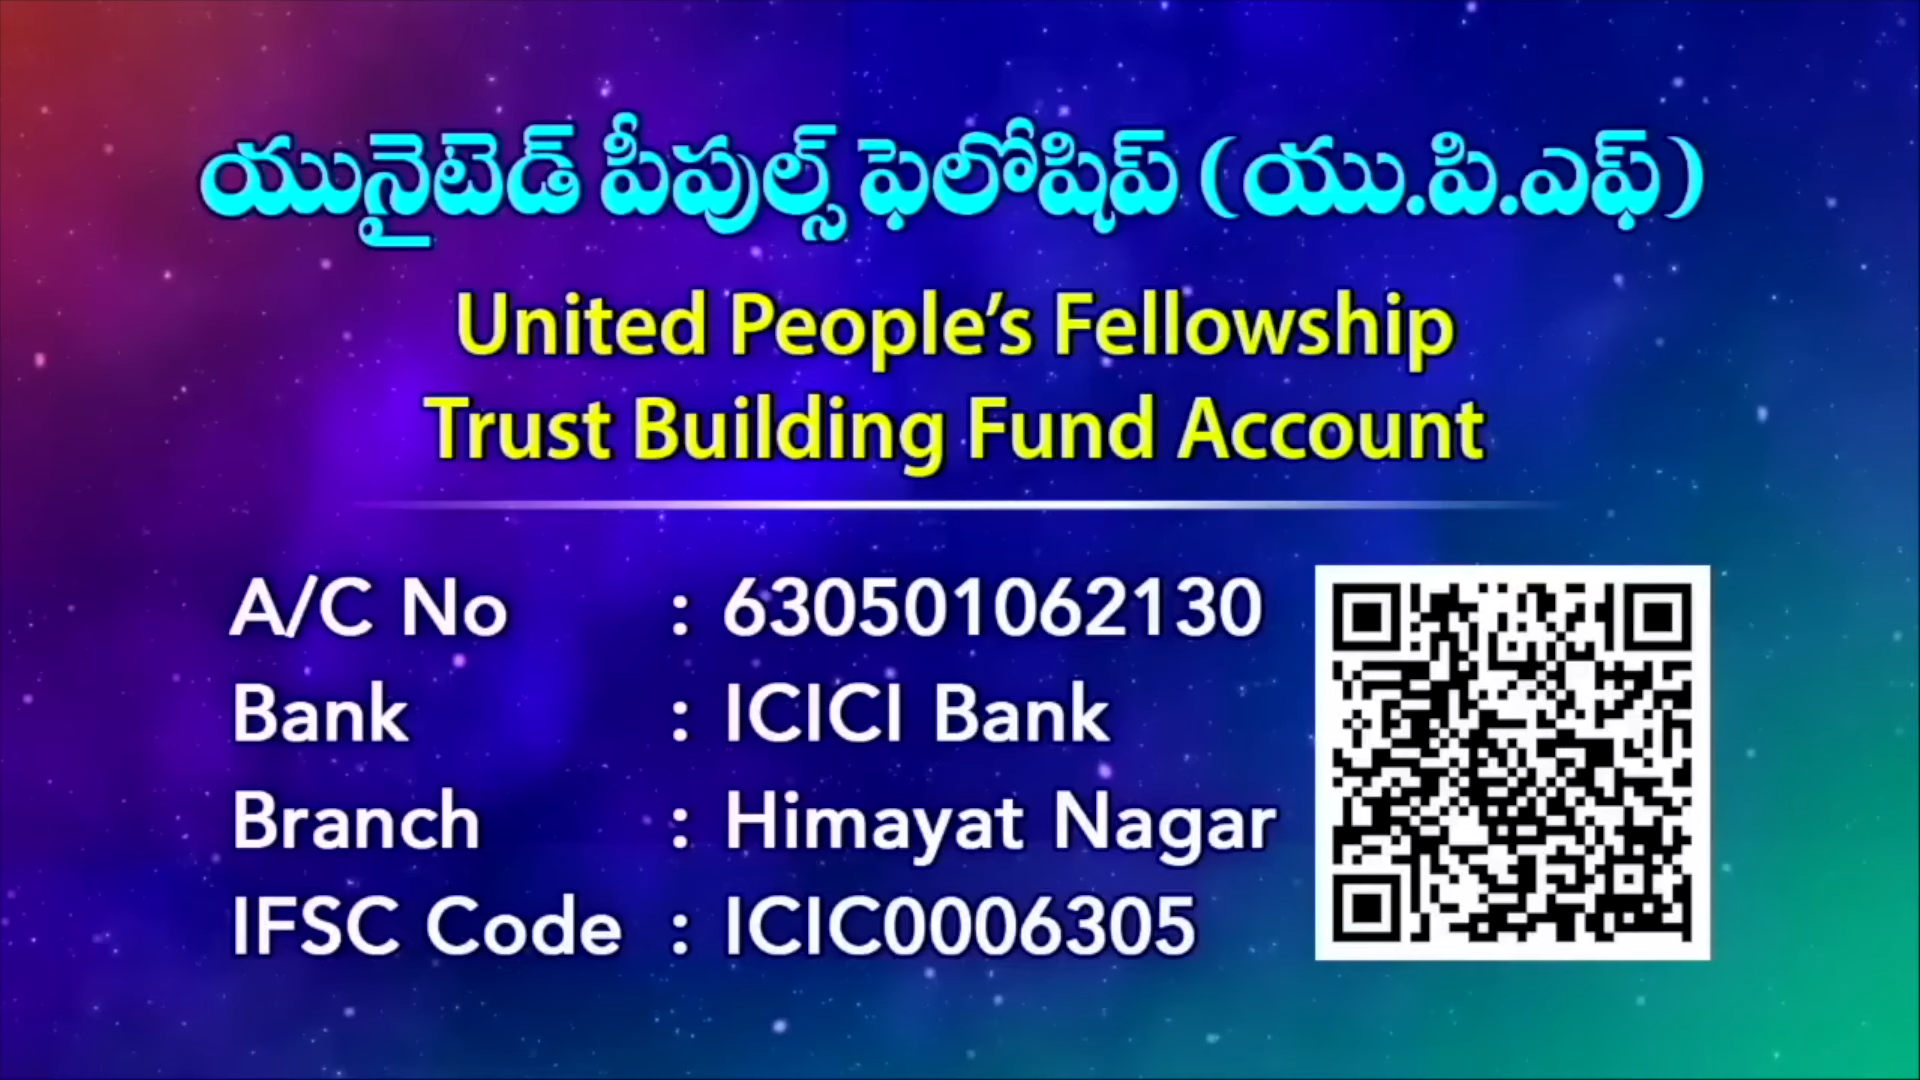 యునైటెడ్ పీపుల్స్ ఫెలోషిప్ (యు.పి.ఎఫ్)
United People’s Fellowship
Trust Building Fund Account
A/C No : 630501062130
Bank : ICICI Bank
Branch : Himayat Nagar
IFSC Code : ICIC0006305